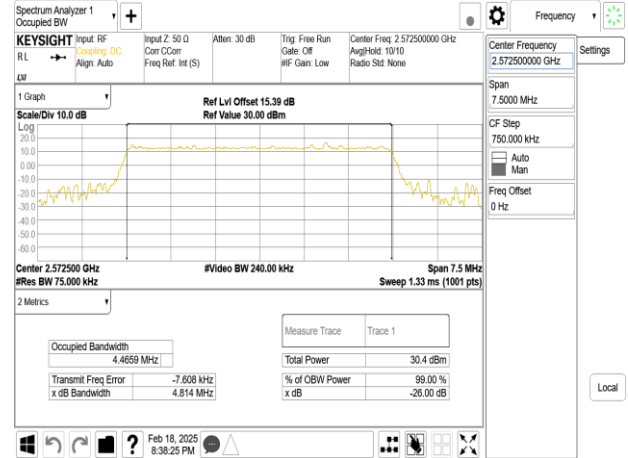 Spectrum Analyzer 1
Occupied BW
Frequency
KEYSIGHT
Input: RF
Input Z: 50 Ω
Atten: 30 dB
Trig: Free Run
Center Freq: 2.572500000 GHz
RL
Coupling: DC
Corr CCorr
Gate: Off
Avg|Hold: 10/10
Align: Auto
Freq Ref: Int (S)
#IF Gain: Low
Radio Std: None
LXI
Center Frequency
2.572500000 GHz
Settings
Span
7.5000 MHz
CF Step
750.000 kHz
Auto
Man
Freq Offset
0 Hz
Local
1 Graph
Ref Lvl Offset 15.39 dB
Scale/Div 10.0 dB
Ref Value 30.00 dBm
Log
20.0
10.0
0.00
-10.0
-20.0
-30.0
-40.0
-50.0
-60.0
Center 2.572500 GHz
#Video BW 240.00 kHz
Span 7.5 MHz
#Res BW 75.000 kHz
Sweep 1.33 ms (1001 pts)
2 Metrics
Measure Trace
Trace 1
Occupied Bandwidth
4.4659 MHz
Total Power
30.4 dBm
Transmit Freq Error
-7.608 kHz
% of OBW Power
99.00 %
x dB Bandwidth
4.814 MHz
x dB
-26.00 dB
Feb 18, 2025
8:38:25 PM